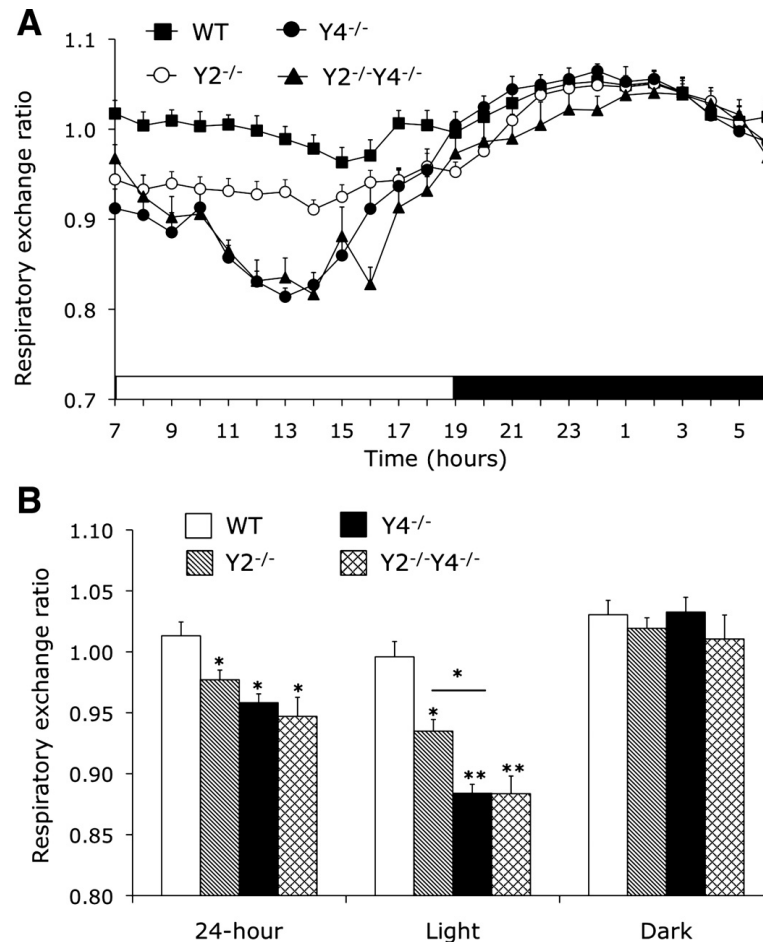 A
WT
Y4-/-
Y2-/-
Y2-/-Y4-/-
Respiratory exchange ratio
1.1
1.0
0.9
0.8
0.7
7 9 11 13 15 17 19 21 23 1 3 5
Time (hours)
B
WT
Y4-/-
Y2-/-
Y2-/-Y4-/-
Respiratory exchange ratio
1.10
1.05
1.00
0.95
0.90
0.85
0.80
*
* * *
* ** **
24-hour Light Dark